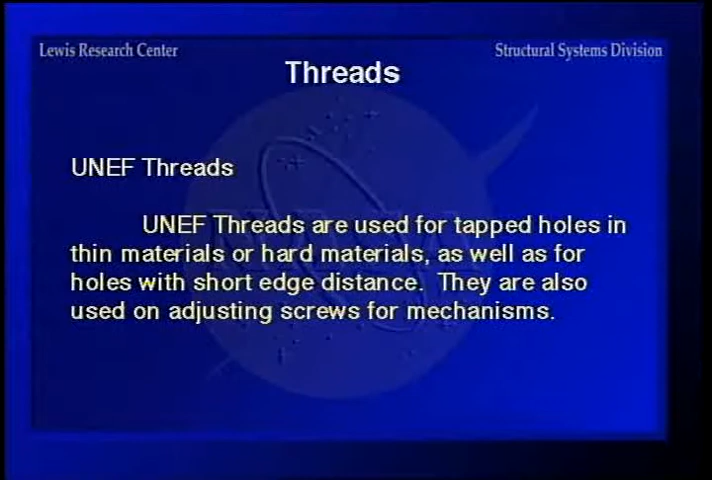 Lewis Research Center
Structural Systems Division
Threads
UNEF Threads
UNEF Threads are used for tapped holes in
thin materials or hard materials, as well as for
holes with short edge distance. They are also
used on adjusting screws for mechanisms.